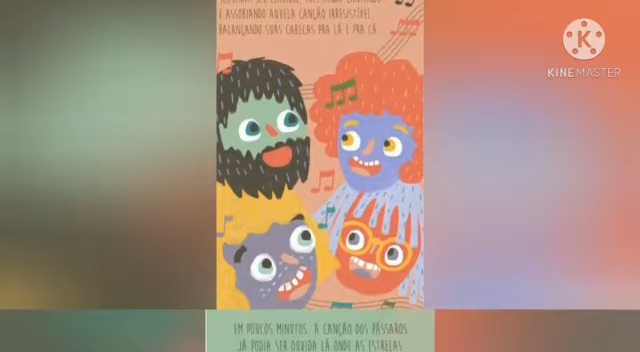 E ASSOBIANDO AQUELA CANÇÃO IRRESISTÍVEL,
BALANÇANDO SUAS CABEÇAS PRA LÁ E PRA CÁ.
KINEMASTER
EM POUCOS MINUTOS, A CANÇÃO DOS PÁSSAROS
JÁ PODIA SER OUVIDA LÁ ONDE AS ESTRELAS